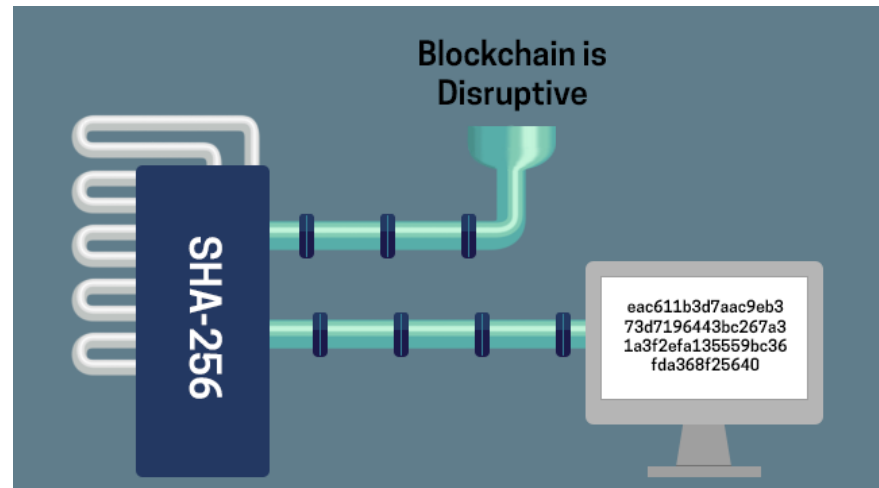 Blockchain is
Disruptive
SHA-256
eac611b3d7aac9eb3
73d7196443bc267a3
1a3f2efa135559bc36
fda368f25640